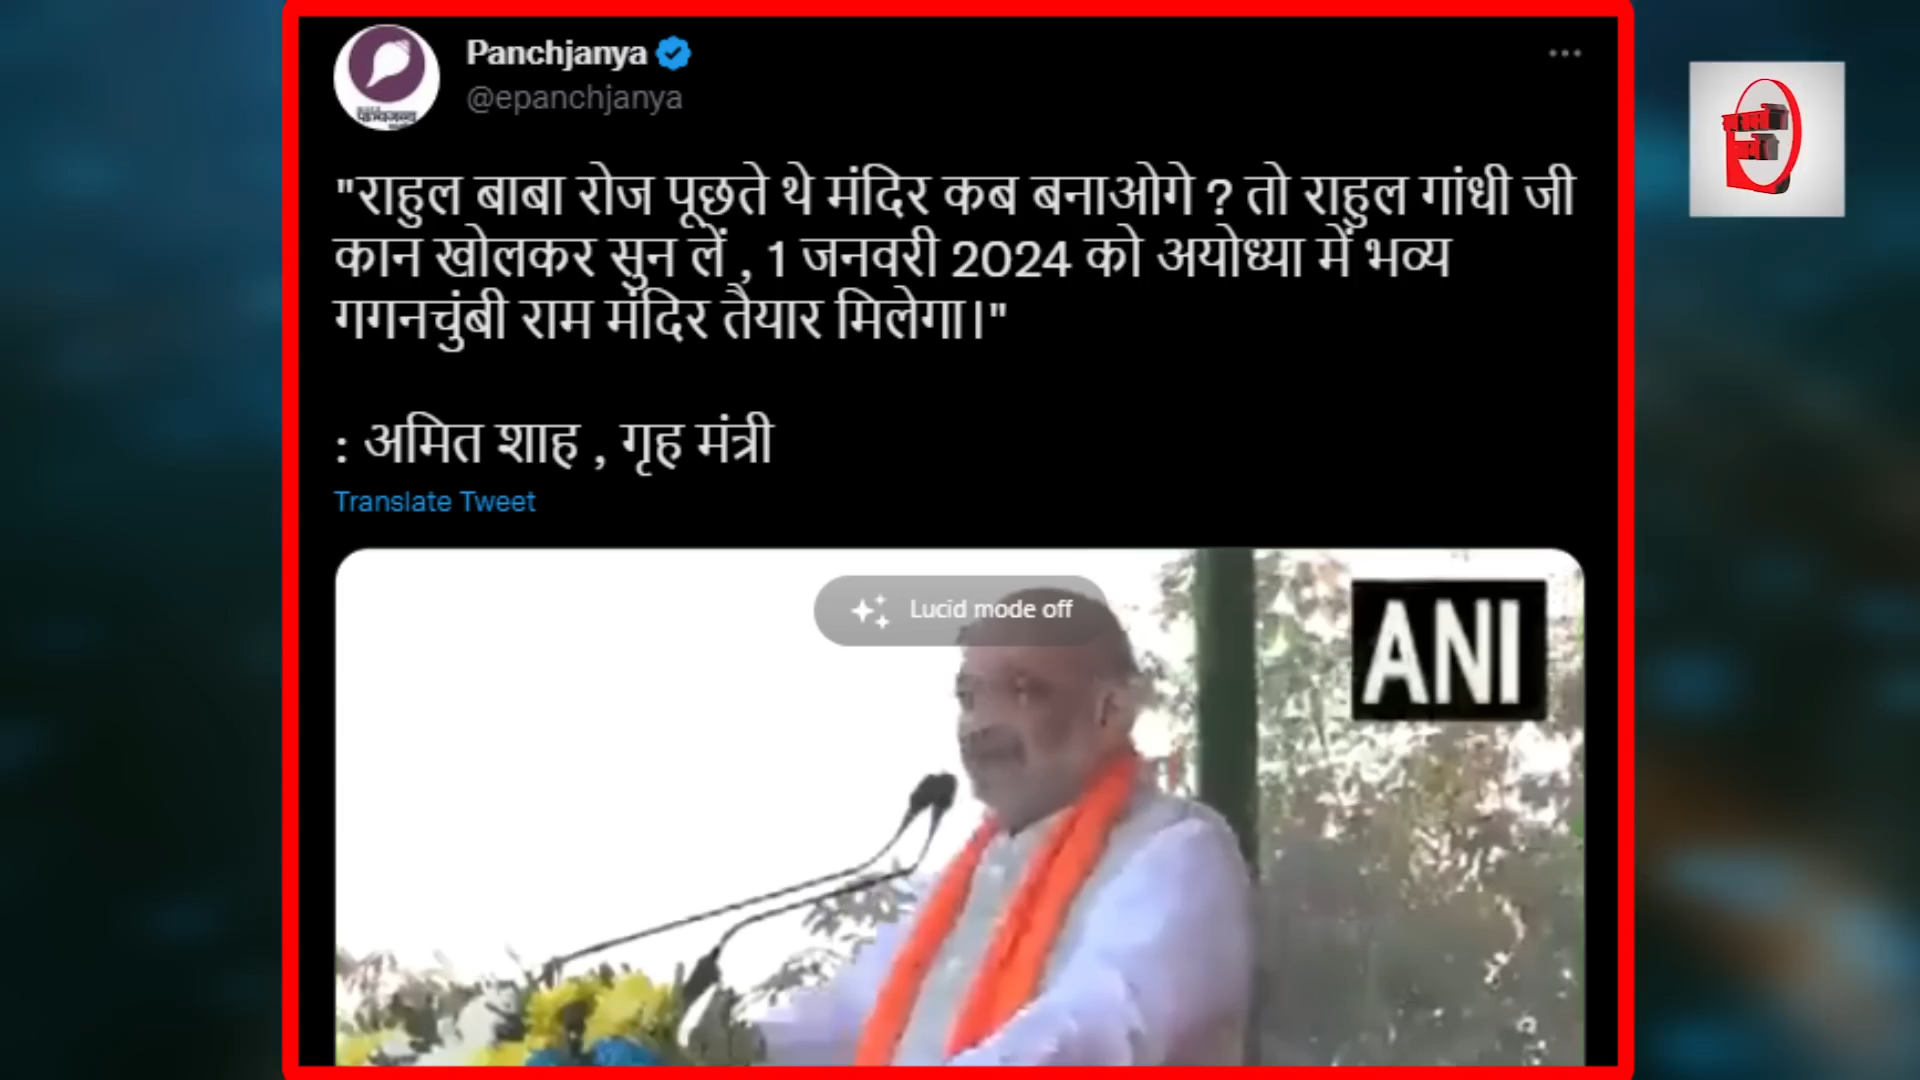 Panchjanya
@epanchjanya
"राहुल बाबा रोज पूछते थे मंदिर कब बनाओगे ? तो राहुल गांधी जी
कान खोलकर सुन लें , 1 जनवरी 2024 को अयोध्या में भव्य
गगनचुंबी राम मंदिर तैयार मिलेगा।"
: अमित शाह , गृह मंत्री
Translate Tweet
Lucid mode off
ANI